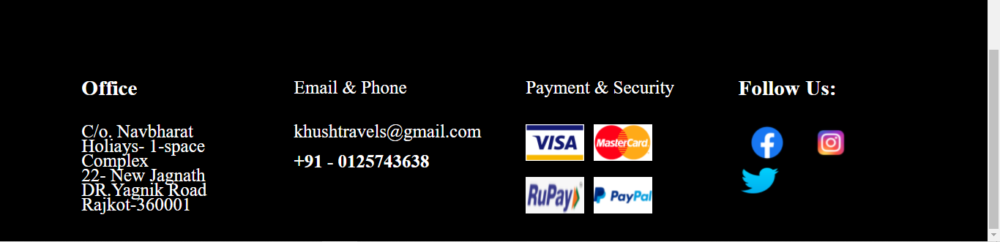 Office
C/o. Navbharat
Holiays- 1-space
Complex
22- New Jagnath
DR.Yagnik Road
Rajkot-360001
Email & Phone
khushtravels@gmail.com
+91 - 0125743638
Payment & Security
VISA
MasterCard
RuPay
PayPal
Follow Us: